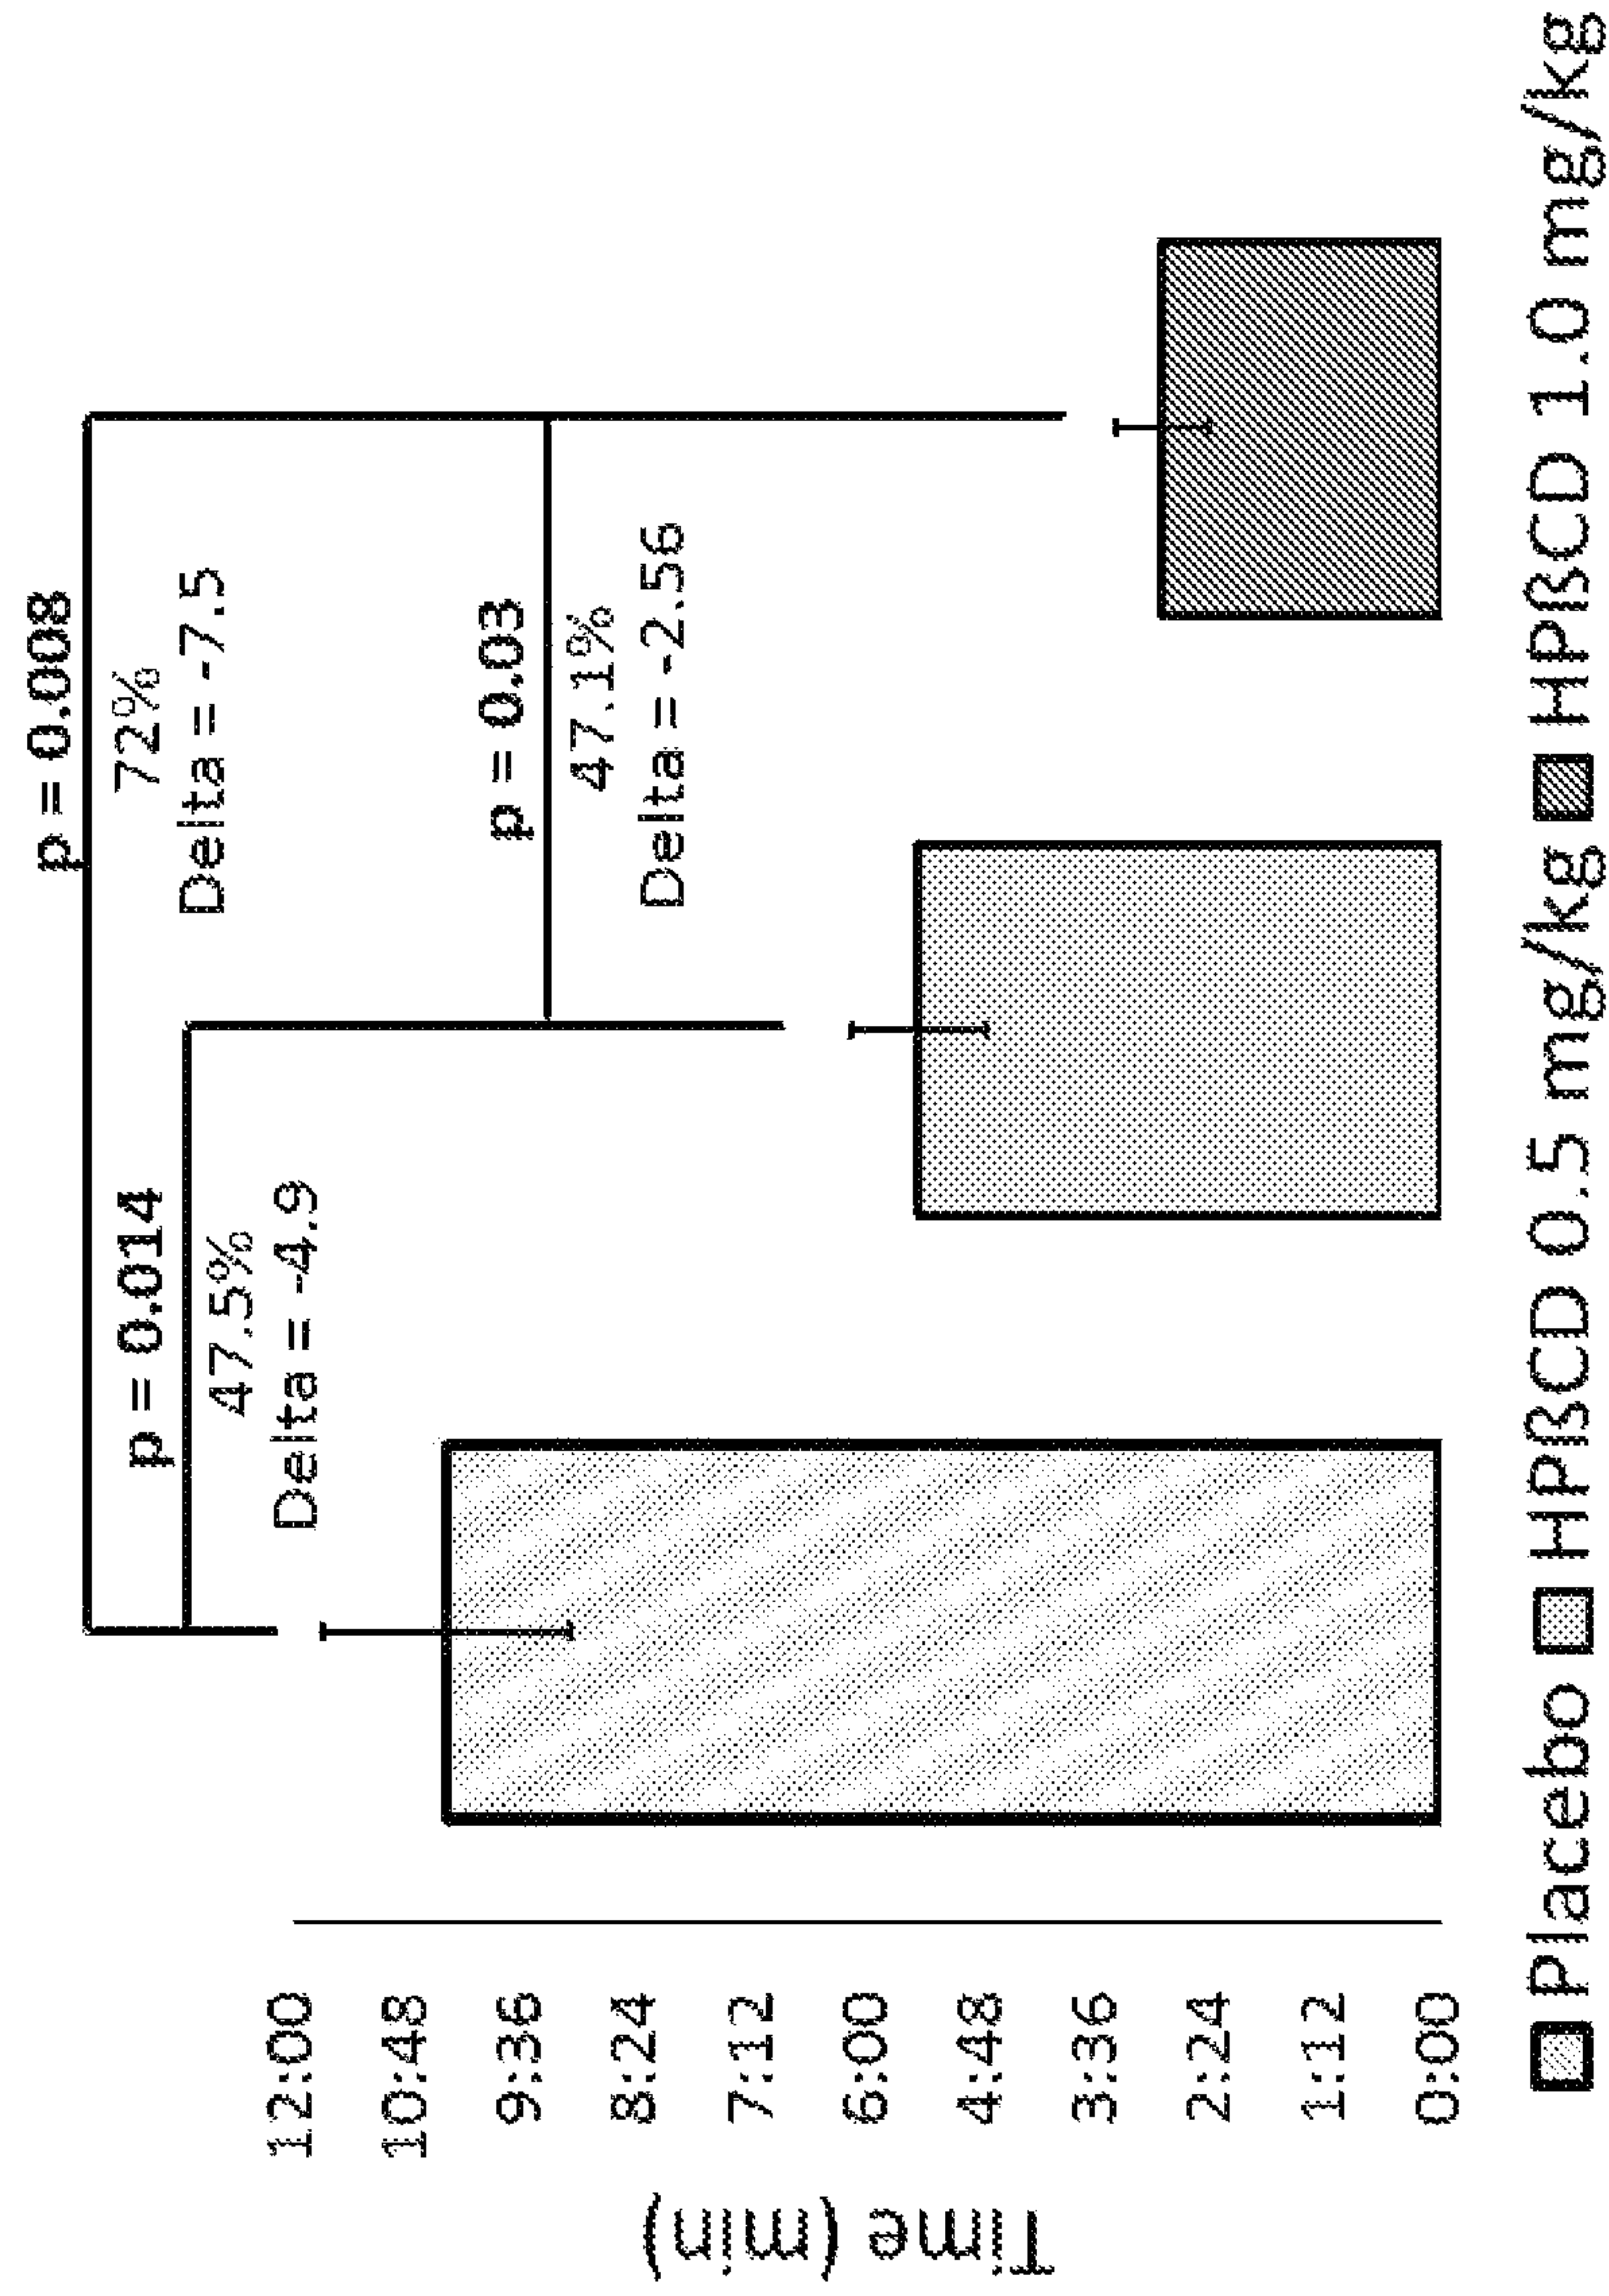 p = 0.008
72%
Delta = -7.5
p = 0.014
47.5%
Delta = -4.9
p = 0.03
47.1%
Delta = -2.56
Time (min)
12:00
10:48
9:36
8:24
7:12
6:00
4:48
3:36
2:24
1:12
0:00
Placebo HPßCD 0.5 mg/kg HPßCD 1.0 mg/kg